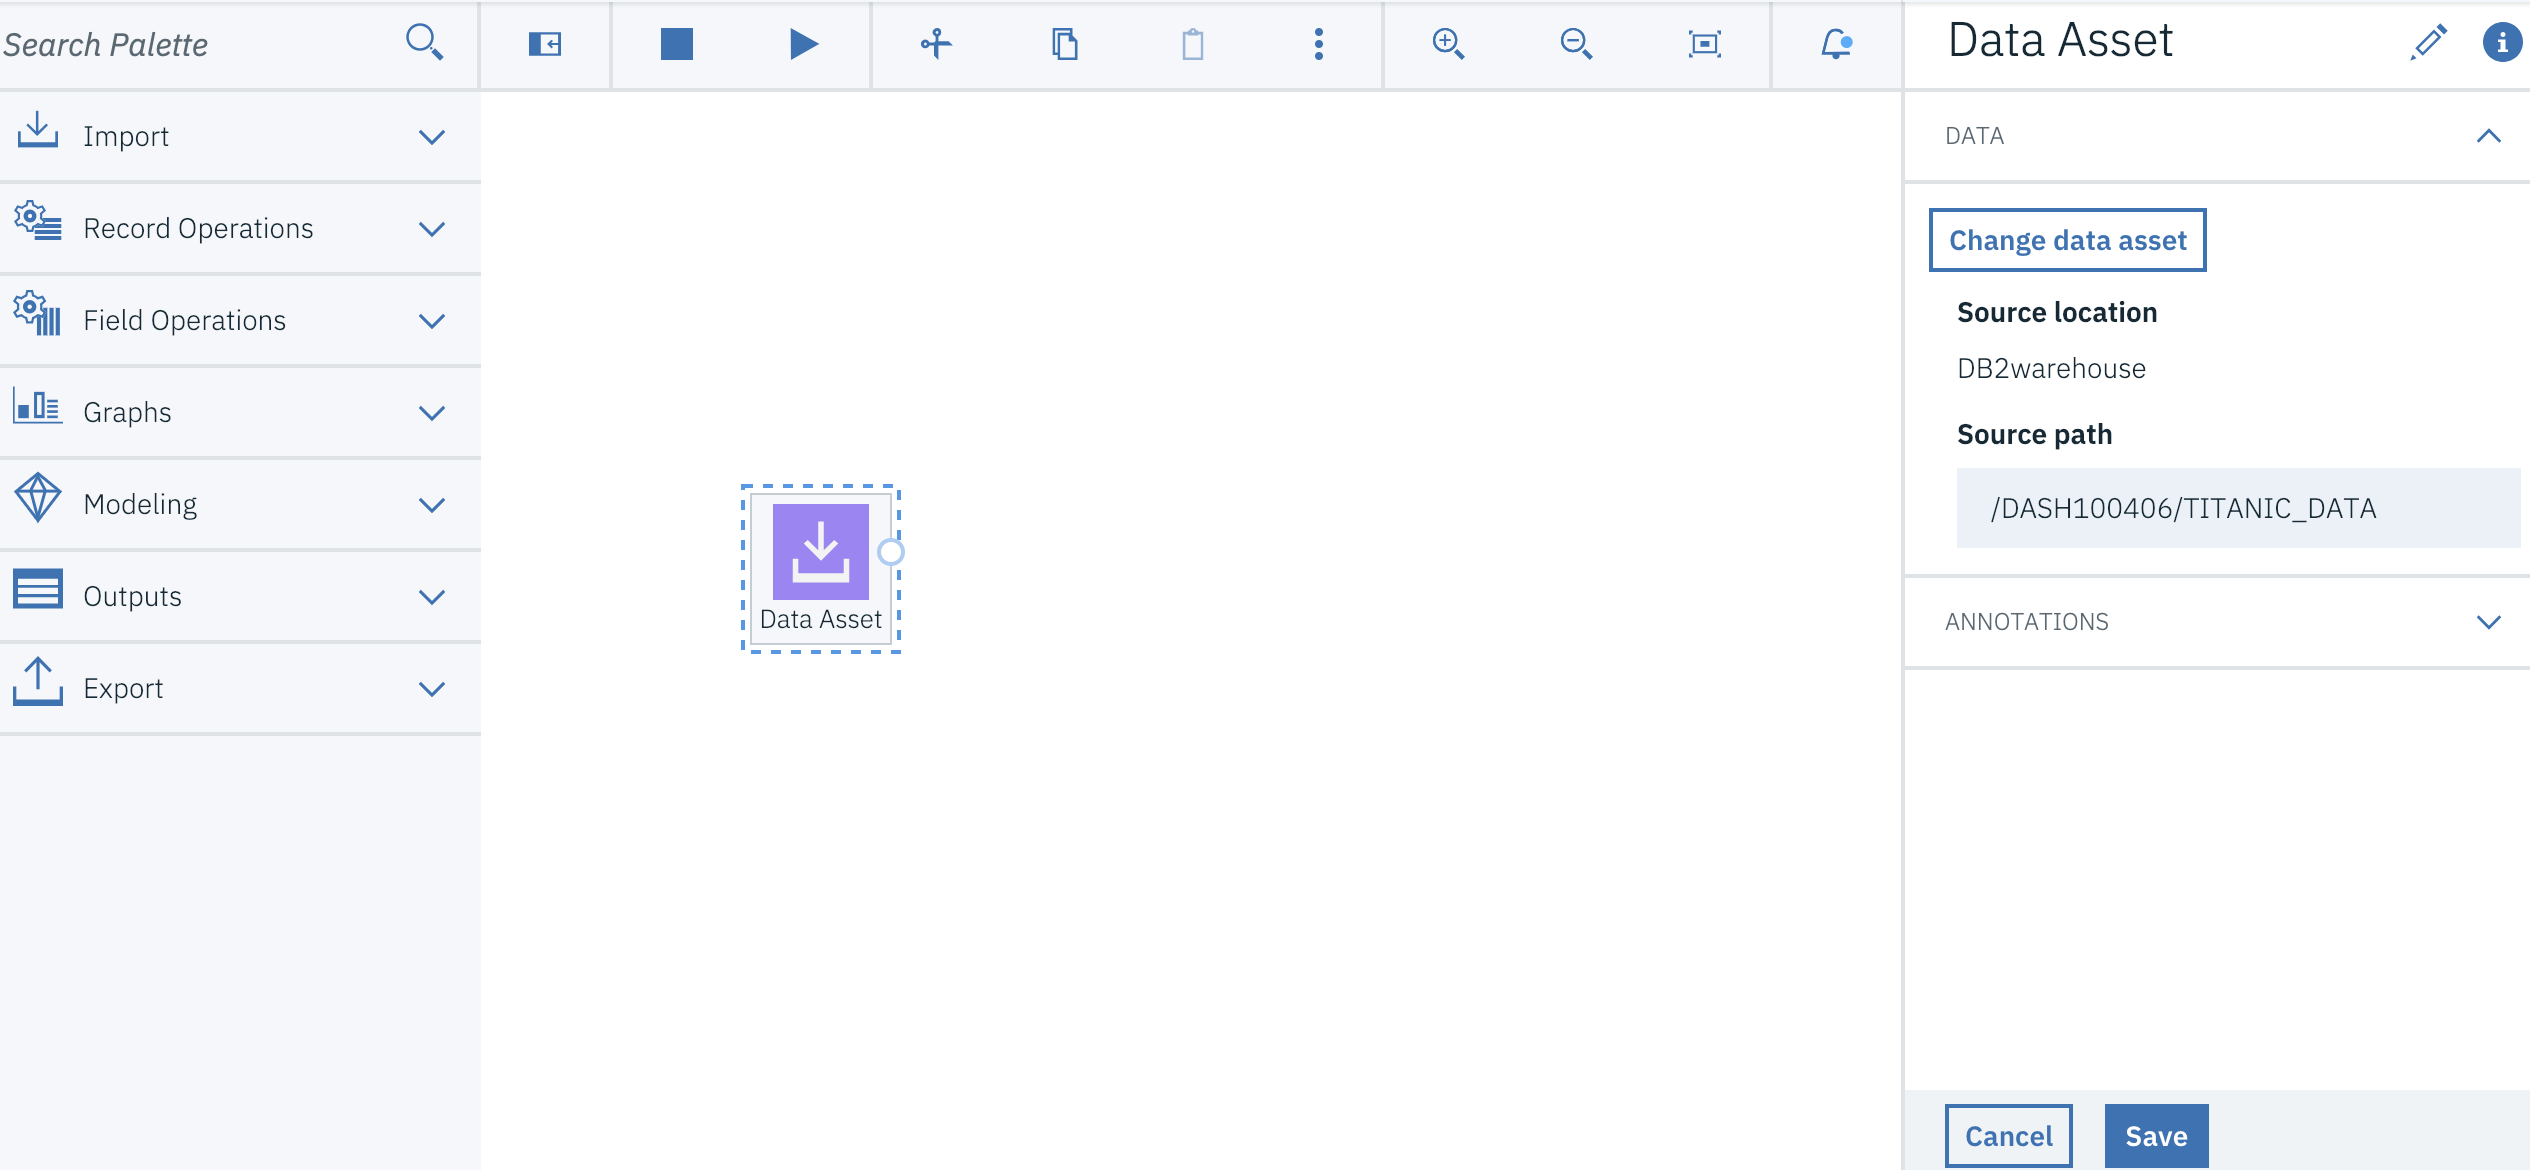 Search Palette
Import
Record Operations
Field Operations
Graphs
Modeling
Outputs
Export
Data Asset
Data Asset
DATA
Change data asset
Source location
DB2warehouse
Source path
/DASH100406/TITANIC_DATA
ANNOTATIONS
Cancel
Save